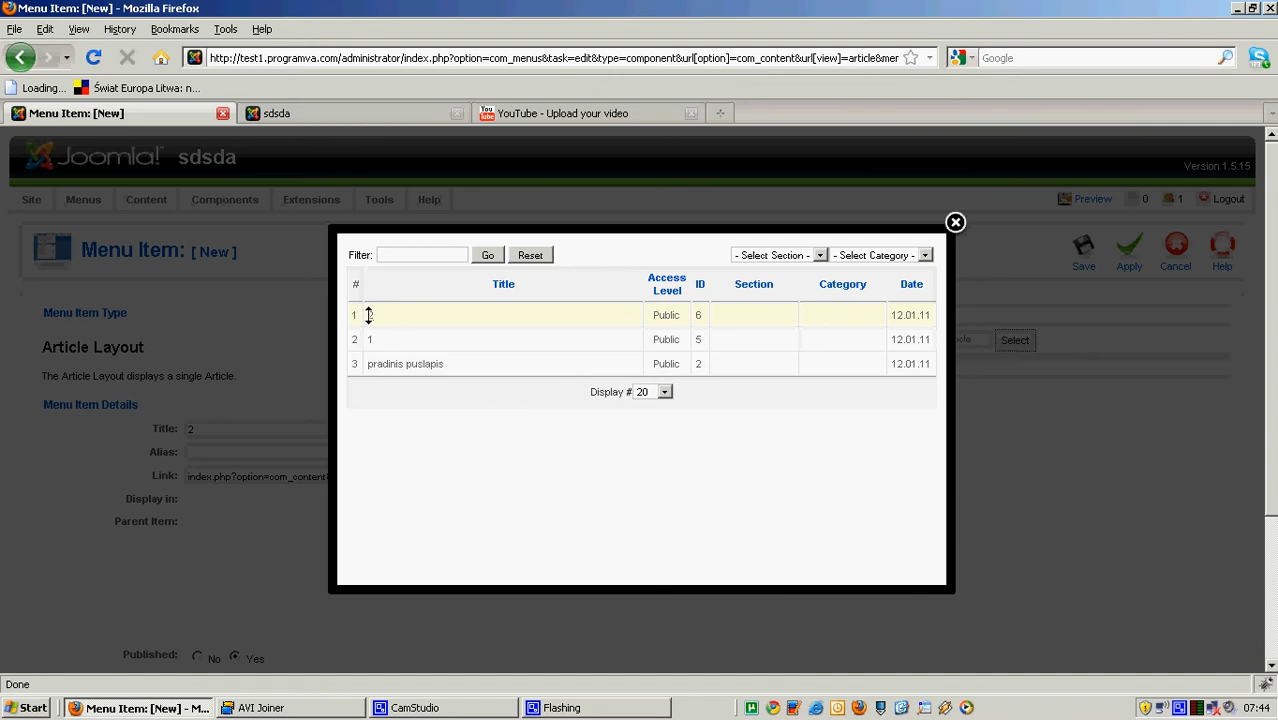 Menu Item: [New] - Mozilla Firefox
File Edit View History Bookmarks Tools Help
http://test1.programva.com/administrator/index.php?option=com_menus&task=edit&type=component&url[option]=com_content&url[view]=article&mer
Google
Loading... Świat Europa Litwa: n...
Menu Item: [New] sdsda YouTube - Upload your video
Joomla! sdsda
Version 1.5.15
Site Menus Content Components Extensions Tools Help Preview 0 1 Logout
Menu Item: [ New ]
Save Apply Cancel Help
Filter: Go Reset - Select Section - - Select Category -
# Title Access Level ID Section Category Date
1 Public 6 12.01.11
2 1 Public 5 12.01.11
3 pradinis puslapis Public 2 12.01.11
Display # 20
Menu Item Type
Article Layout
The Article Layout displays a single Article.
Select
Menu Item Details
Title: 2
Alias:
Link: index.php?option=com_content&
Display in:
Parent Item:
Published: No Yes
Done
Start Menu Item: [New] - M... AVI Joiner CamStudio Flashing 07:44